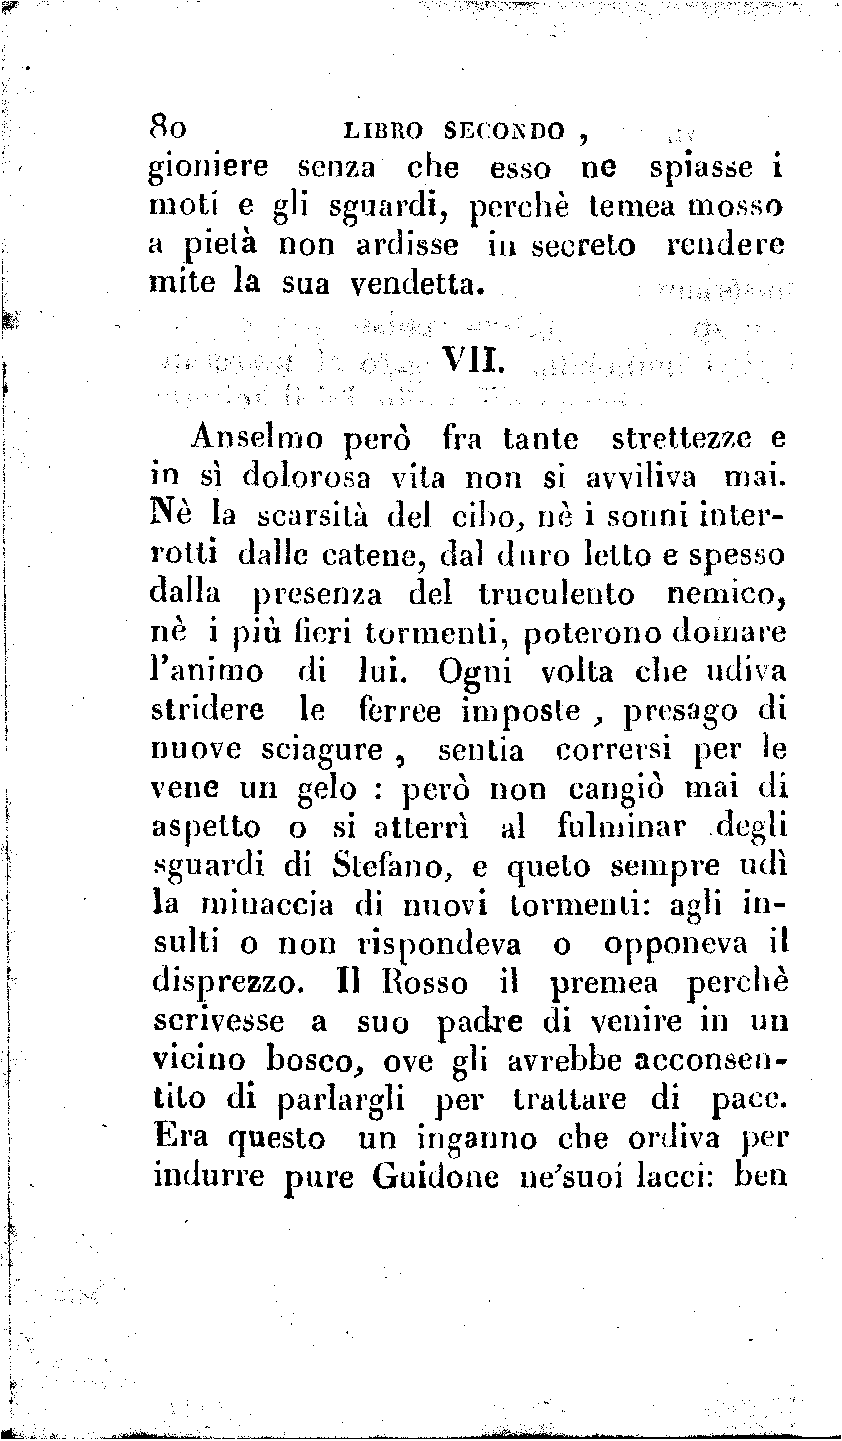 80 LIBRO SECONDO ,
gioniere senza che esso ne spiasse i
moti e gli sguardi, perchè temea mosso
a pietà non ardisse in secreto rendere
mite la sua vendetta.
VII.
Anselmo però fra tante strettezze e
in sì dolorosa vita non si avviliva mai.
Nè la scarsità del cibo, nè i sonni inter-
rotti dalle catene, dal duro letto e spesso
dalla presenza del truculento nemico,
nè i più fieri tormenti, poterono domare
l'animo di lui. Ogni volta che udiva
stridere le ferree imposte , presago di
nuove sciagure , sentia corrersi per le
vene un gelo : però non cangiò mai di
aspetto o si atterrì al fulminar degli
sguardi di Stefano, e queto sempre udì
la minaccia di nuovi tormenti: agli in-
sulti o non rispondeva o opponeva il
disprezzo. Il Rosso il premea perchè
scrivesse a suo padre di venire in un
vicino bosco, ove gli avrebbe acconsen-
tito di parlargli per trattare di pace.
Era questo un inganno che ordiva per
indurre pure Guidone ne'suoi lacci: ben